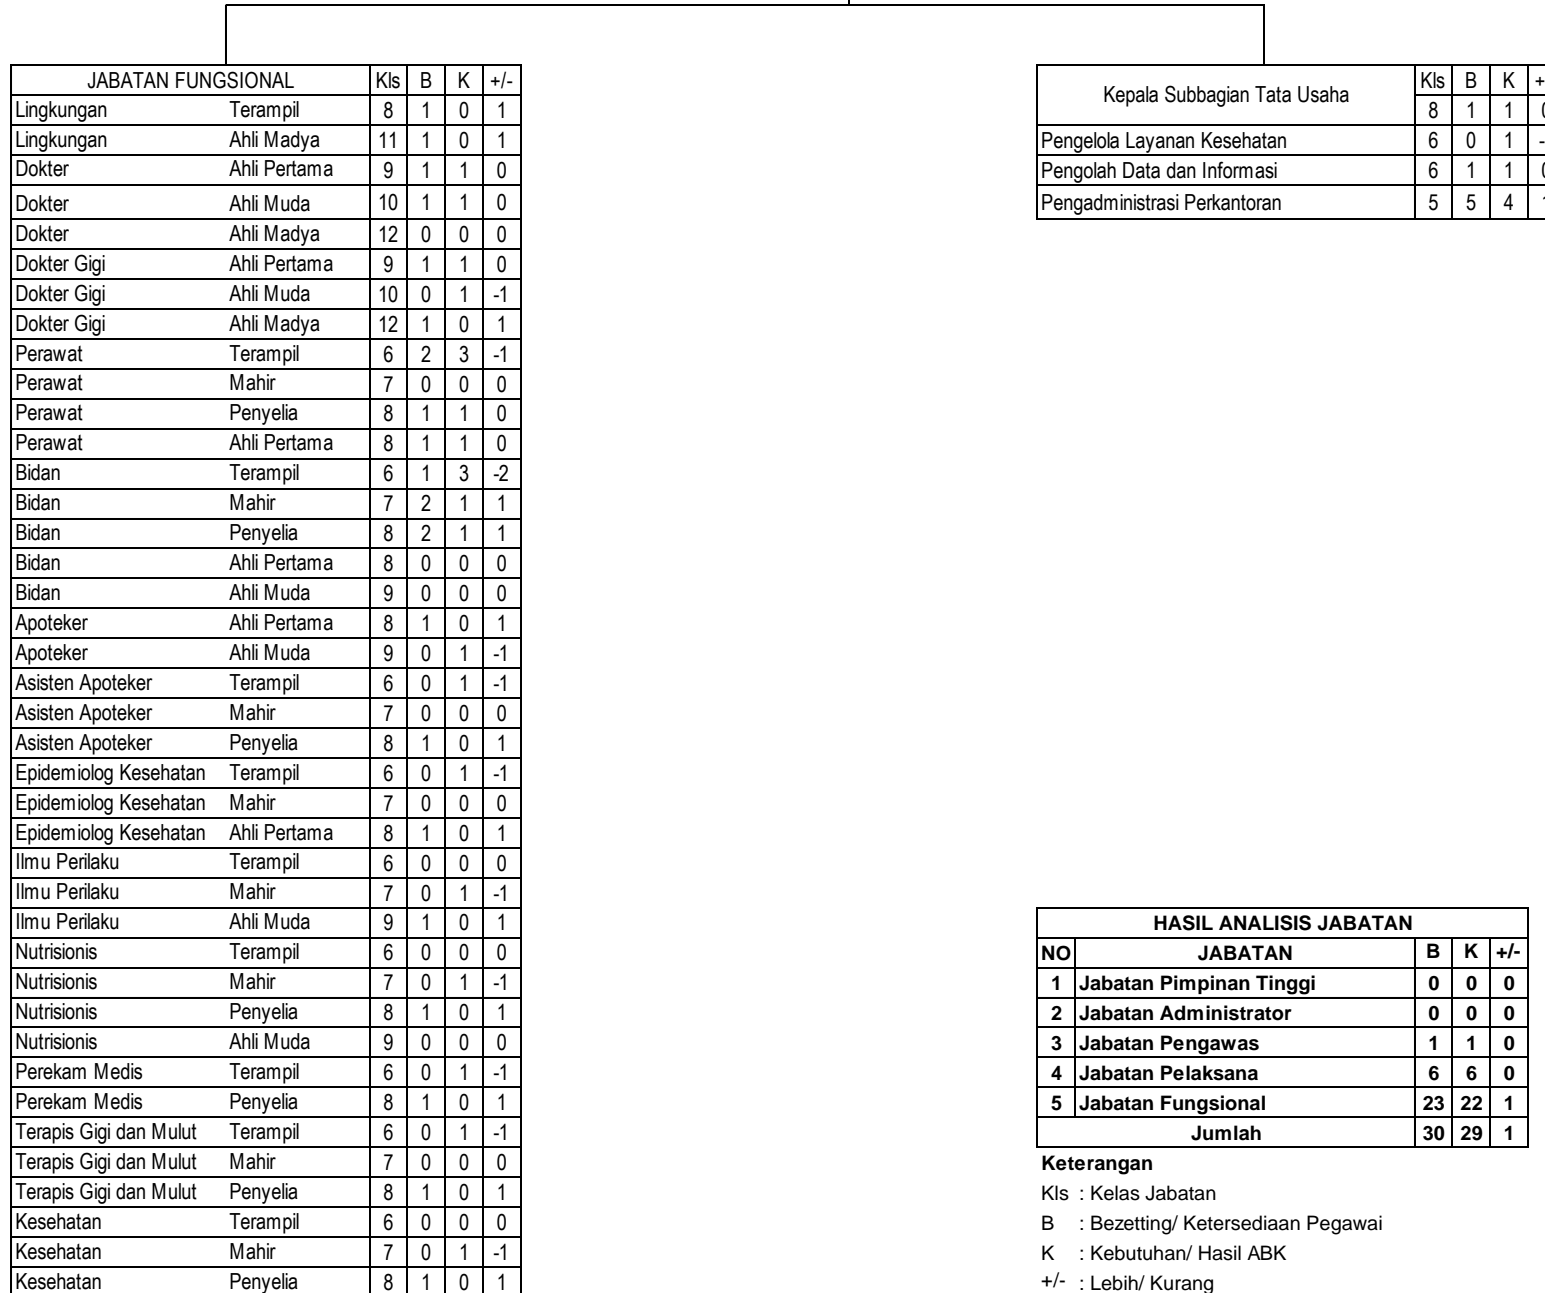 JABATAN FUNGSIONAL Kls B K +/-
Lingkungan Terampil 8 1 0 1
Lingkungan Ahli Madya 11 1 0 1
Dokter Ahli Pertama 9 1 1 0
Dokter Ahli Muda 10 1 1 0
Dokter Ahli Madya 12 0 0 0
Dokter Gigi Ahli Pertama 9 1 1 0
Dokter Gigi Ahli Muda 10 0 1 -1
Dokter Gigi Ahli Madya 12 1 0 1
Perawat Terampil 6 2 3 -1
Perawat Mahir 7 0 0 0
Perawat Penyelia 8 1 1 0
Perawat Ahli Pertama 8 1 1 0
Bidan Terampil 6 1 3 -2
Bidan Mahir 7 2 1 1
Bidan Penyelia 8 2 1 1
Bidan Ahli Pertama 8 0 0 0
Bidan Ahli Muda 9 0 0 0
Apoteker Ahli Pertama 8 1 0 1
Apoteker Ahli Muda 9 0 1 -1
Asisten Apoteker Terampil 6 0 1 -1
Asisten Apoteker Mahir 7 0 0 0
Asisten Apoteker Penyelia 8 1 0 1
Epidemiolog Kesehatan Terampil 6 0 1 -1
Epidemiolog Kesehatan Mahir 7 0 0 0
Epidemiolog Kesehatan Ahli Pertama 8 1 0 1
Ilmu Perilaku Terampil 6 0 0 0
Ilmu Perilaku Mahir 7 0 1 -1
Ilmu Perilaku Ahli Muda 9 1 0 1
Nutrisionis Terampil 6 0 0 0
Nutrisionis Mahir 7 0 1 -1
Nutrisionis Penyelia 8 1 0 1
Nutrisionis Ahli Muda 9 0 0 0
Perekam Medis Terampil 6 0 1 -1
Perekam Medis Penyelia 8 1 0 1
Terapis Gigi dan Mulut Terampil 6 0 1 -1
Terapis Gigi dan Mulut Mahir 7 0 0 0
Terapis Gigi dan Mulut Penyelia 8 1 0 1
Kesehatan Terampil 6 0 0 0
Kesehatan Mahir 7 0 1 -1
Kesehatan Penyelia 8 1 0 1
Kepala Subbagian Tata Usaha Kls B K
8 1 1
Pengelola Layanan Kesehatan 6 0 1
Pengolah Data dan Informasi 6 1 1
Pengadministrasi Perkantoran 5 5 4
HASIL ANALISIS JABATAN
NO JABATAN B K +/-
1 Jabatan Pimpinan Tinggi 0 0 0
2 Jabatan Administrator 0 0 0
3 Jabatan Pengawas 1 1 0
4 Jabatan Pelaksana 6 6 0
5 Jabatan Fungsional 23 22 1
Jumlah 30 29 1
Keterangan
Kls : Kelas Jabatan
B : Bezetting/ Ketersediaan Pegawai
K : Kebutuhan/ Hasil ABK
+/- : Lebih/ Kurang